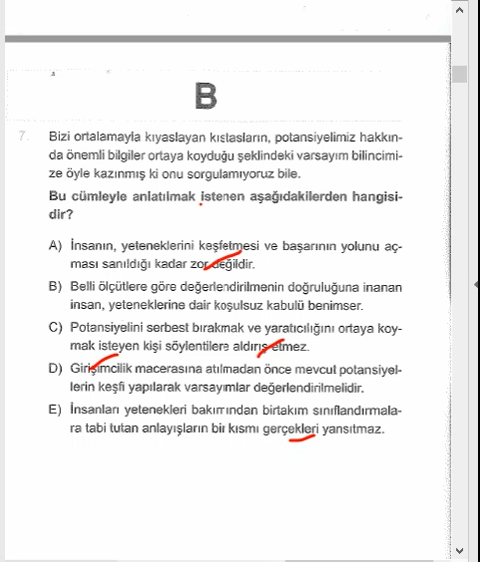 B
7. Bizi ortalamayla kıyaslayan kıstasların, potansiyelimiz hakkın-
da önemli bilgiler ortaya koyduğu şeklindeki varsayım bilincimi-
ze öyle kazınmış ki onu sorgulamıyoruz bile.
Bu cümleyle anlatılmak istenen aşağıdakilerden hangisi-
dir?
A) İnsanın, yeteneklerini keşfetmesi ve başarının yolunu aç-
ması sanıldığı kadar zor değildir.
B) Belli ölçütlere göre değerlendirilmenin doğruluğuna inanan
insan, yeteneklerine dair koşulsuz kabulü benimser.
C) Potansiyelini serbest bırakmak ve yaratıcılığını ortaya koy-
mak isteyen kişi söylentilere aldırış etmez.
D) Girişimcilik macerasına atılmadan önce mevcut potansiyel-
lerin keşfi yapılarak varsayımlar değerlendirilmelidir.
E) İnsanları yetenekleri bakımından birtakım sınıflandırmala-
ra tabi tutan anlayışların bir kısmı gerçekleri yansıtmaz.